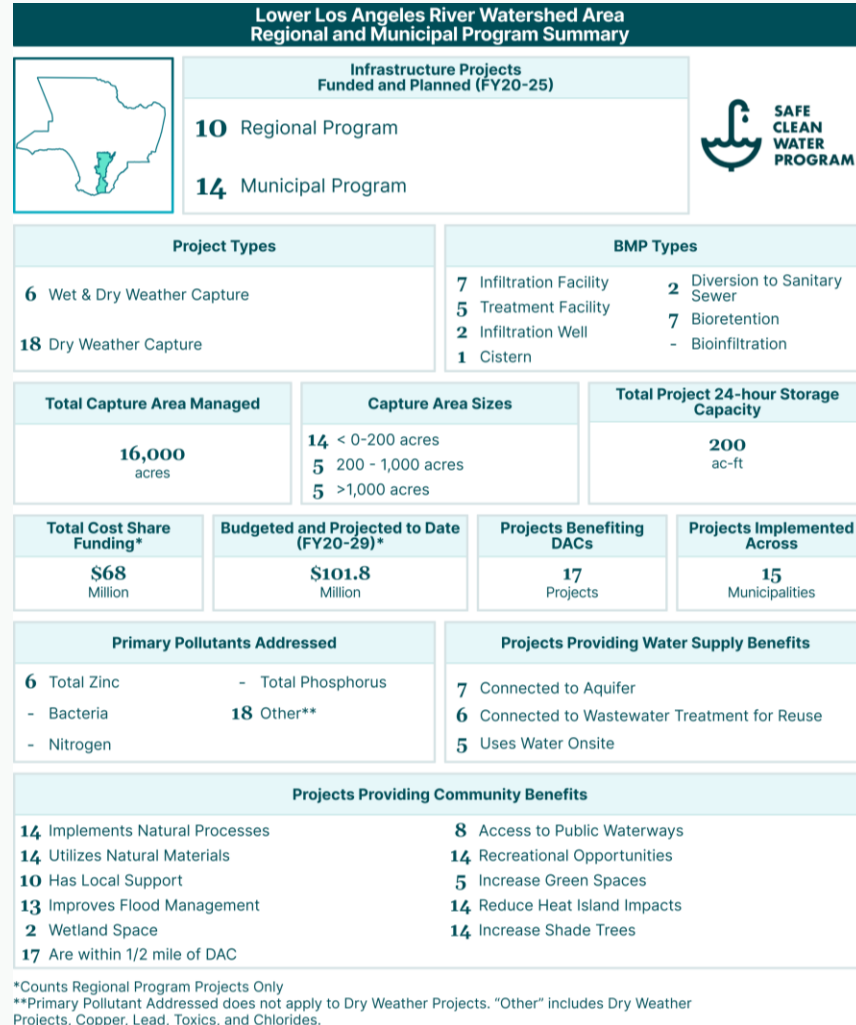 Lower Los Angeles River Watershed Area
Regional and Municipal Program Summary
Infrastructure Projects
Funded and Planned (FY20-25)
10 Regional Program
14 Municipal Program
SAFE
CLEAN
WATER
PROGRAM
Project Types
6 Wet & Dry Weather Capture
18 Dry Weather Capture
BMP Types
7 Infiltration Facility
5 Treatment Facility
2 Infiltration Well
1 Cistern
2 Diversion to Sanitary
Sewer
7 Bioretention
- Bioinfiltration
Total Capture Area Managed
16,000
acres
Capture Area Sizes
14 < 0-200 acres
5 200 - 1,000 acres
5 >1,000 acres
Total Project 24-hour Storage
Capacity
200
ac-ft
Total Cost Share
Funding*
$68
Million
Budgeted and Projected to Date
(FY20-29)*
$101.8
Million
Projects Benefiting
DACs
17
Projects
Projects Implemented
Across
15
Municipalities
Primary Pollutants Addressed
6 Total Zinc
- Bacteria
- Nitrogen
- Total Phosphorus
18 Other**
Projects Providing Water Supply Benefits
7 Connected to Aquifer
6 Connected to Wastewater Treatment for Reuse
5 Uses Water Onsite
Projects Providing Community Benefits
14 Implements Natural Processes
14 Utilizes Natural Materials
10 Has Local Support
13 Improves Flood Management
2 Wetland Space
17 Are within 1/2 mile of DAC
8 Access to Public Waterways
14 Recreational Opportunities
5 Increase Green Spaces
14 Reduce Heat Island Impacts
14 Increase Shade Trees
*Counts Regional Program Projects Only
**Primary Pollutant Addressed does not apply to Dry Weather Projects. "Other" includes Dry Weather
Projects, Copper, Lead, Toxics, and Chlorides.